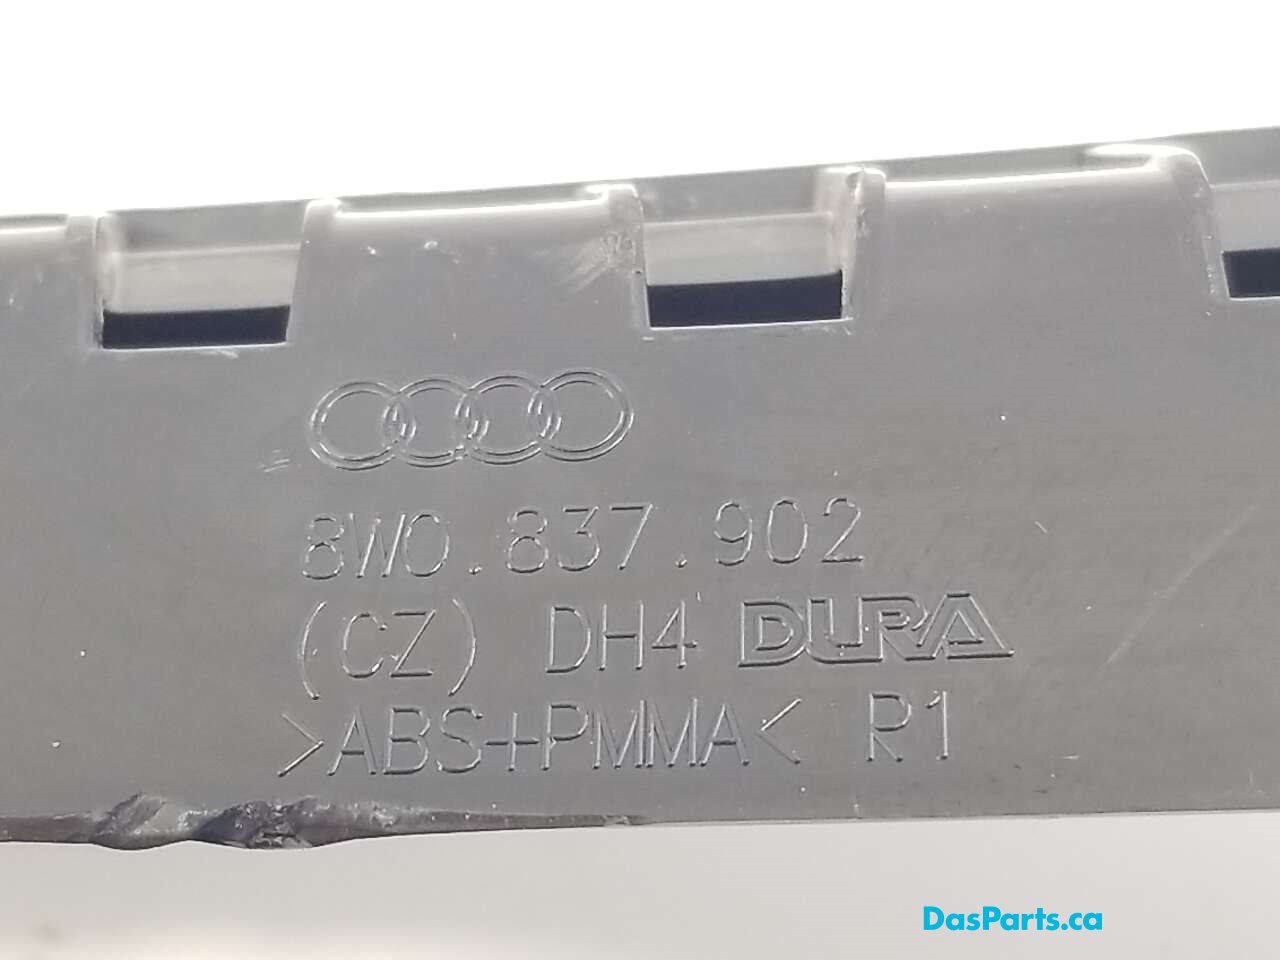 8W0.837.902
(CZ) DH4 DURA
>ABS+PMMA< R1
DasParts.ca